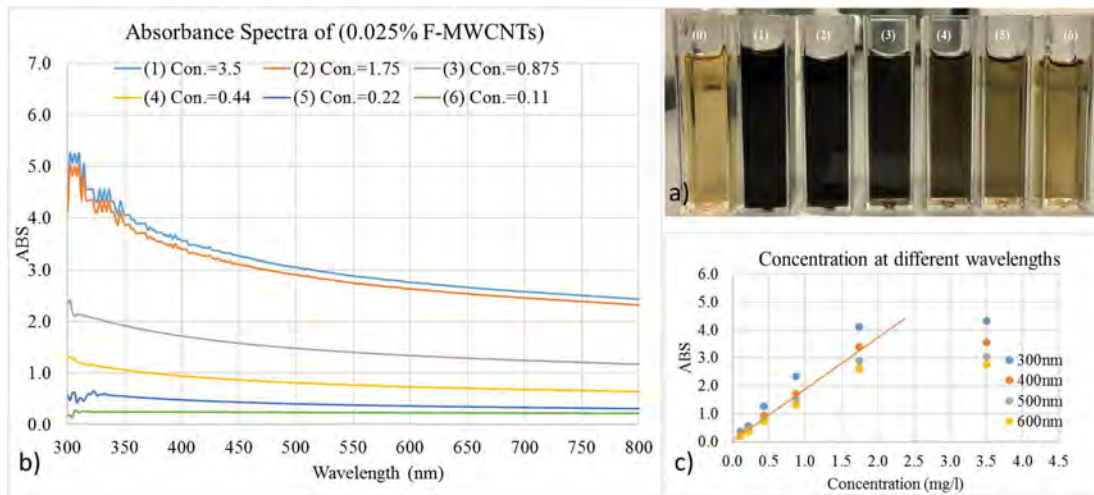 Absorbance Spectra of (0.025% F-MWCNTs)
(1) Con.=3.5 (2) Con.=1.75 (3) Con.=0.875
(4) Con.=0.44 (5) Con.=0.22 (6) Con.=0.11
7.0
6.0
5.0
4.0
3.0
2.0
1.0
0.0
ABS
300 350 400 450 500 550 600 650 700 750 800
Wavelength (nm)
b)
(0) (1) (2) (3) (4) (5) (6)
a)
Concentration at different wavelengths
6.0
5.0
4.0
3.0
2.0
1.0
0.0
ABS
300nm
400nm
500nm
600nm
0.0 0.5 1.0 1.5 2.0 2.5 3.0 3.5 4.0 4.5
Concentration (mg/l)
c)